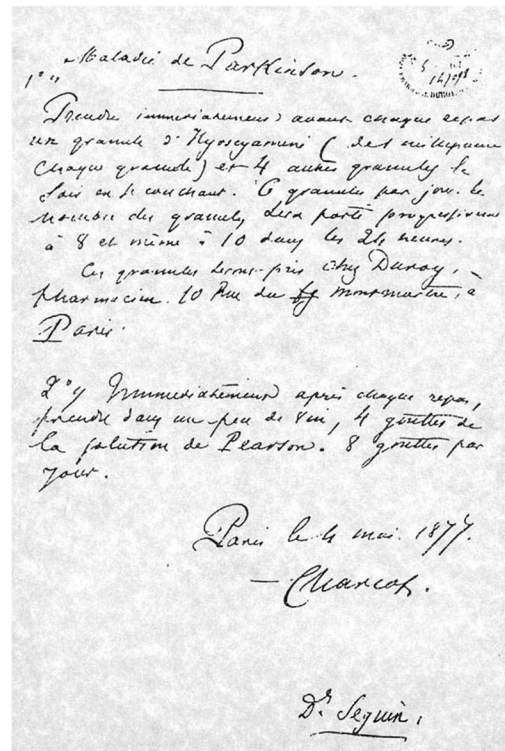 Maladie de Parkinson.
1°"
Prendre immediatement avant chaque repas
un granule d'Hyoscyamine ( milligramme
chaque granule) et 4 autres granules le
soir en se couchant. 6 granules par jour. le
nombre des granules sera porté progressivement
à 8 et même à 10 dans les 24 heures.
Ces granules seront pris chez Duroy,
pharmacien. 10 Rue du montmartre, à
Paris.
2°" Immediatement après chaque repas,
prendre dans un peu de vin, 4 gouttes de
la solution de Pearson. 8 gouttes par
jour.
Paris le 4 mai. 1877.
— Charcot.
Dr Seguin.